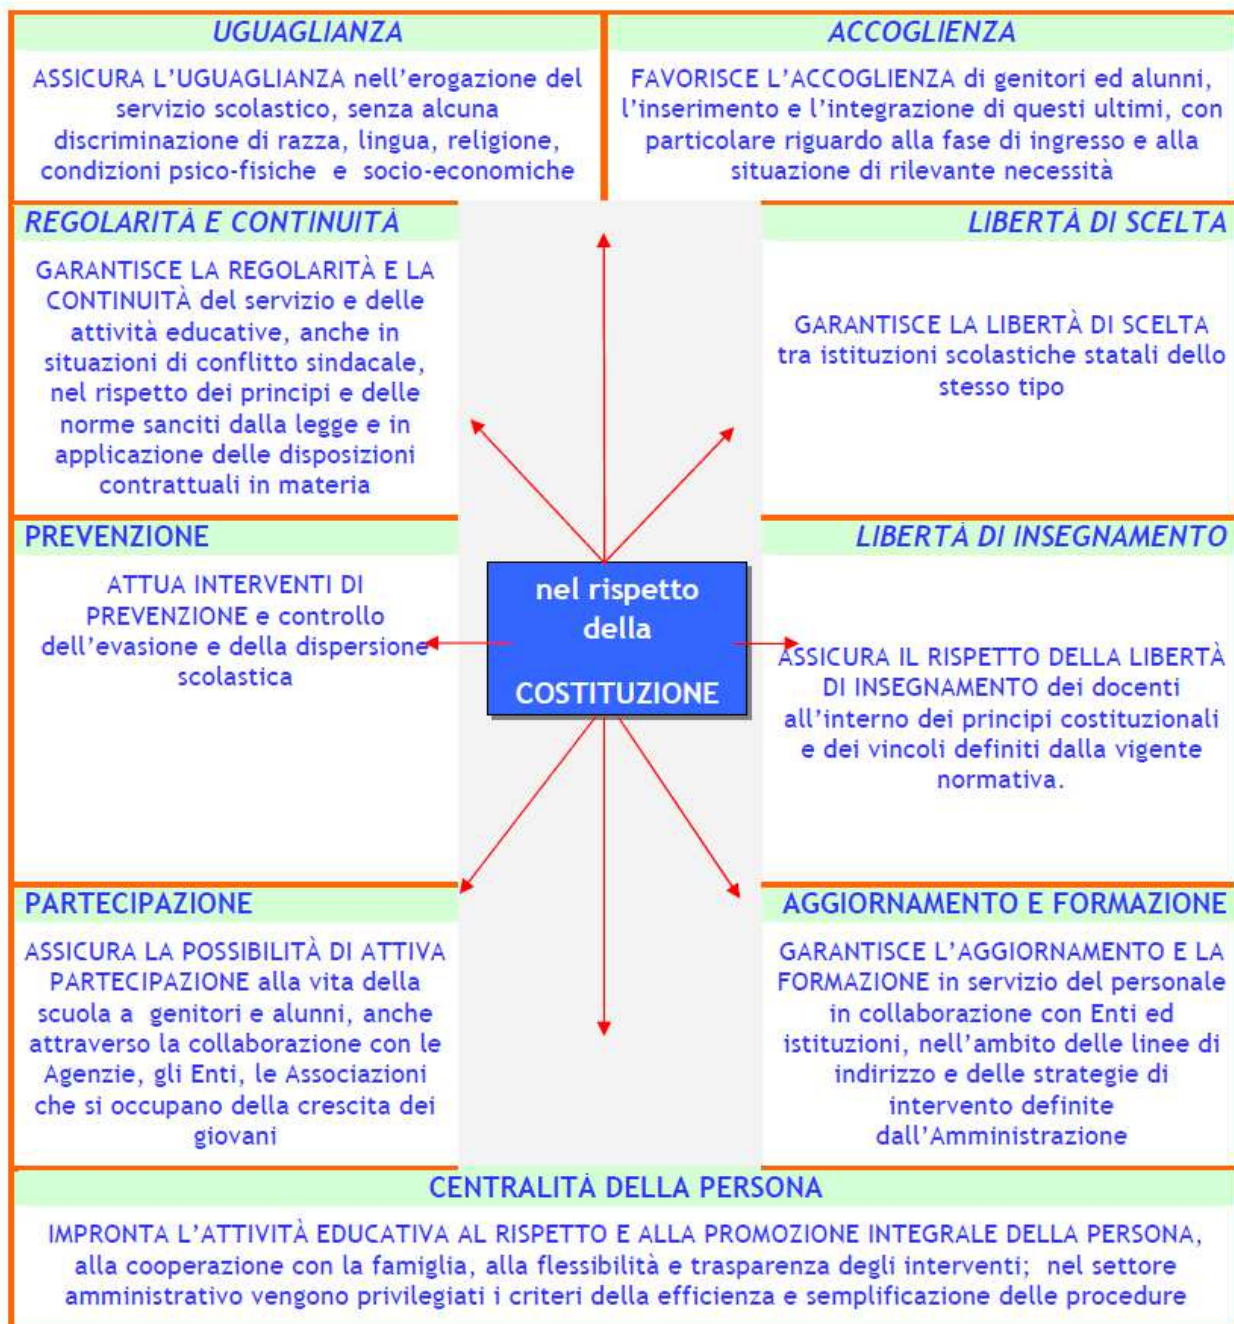 UGUAGLIANZA
ASSICURA L'UGUAGLIANZA nell'erogazione del
servizio scolastico, senza alcuna
discriminazione di razza, lingua, religione,
condizioni psico-fisiche e socio-economiche
ACCOGLIENZA
FAVORISCE L'ACCOGLIENZA di genitori ed alunni,
l'inserimento e l'integrazione di questi ultimi, con
particolare riguardo alla fase di ingresso e alla
situazione di rilevante necessità
REGOLARITÀ E CONTINUITÀ
GARANTISCE LA REGOLARITÀ E LA
CONTINUITÀ del servizio e delle
attività educative, anche in
situazioni di conflitto sindacale,
nel rispetto dei principi e delle
norme sanciti dalla legge e in
applicazione delle disposizioni
contrattuali in materia
LIBERTÀ DI SCELTA
GARANTISCE LA LIBERTÀ DI SCELTA
tra istituzioni scolastiche statali dello
stesso tipo
PREVENZIONE
ATTUA INTERVENTI DI
PREVENZIONE e controllo
dell'evasione e della dispersione
scolastica
nel rispetto
della
COSTITUZIONE
LIBERTÀ DI INSEGNAMENTO
ASSICURA IL RISPETTO DELLA LIBERTÀ
DI INSEGNAMENTO dei docenti
all'interno dei principi costituzionali
e dei vincoli definiti dalla vigente
normativa.
PARTECIPAZIONE
ASSICURA LA POSSIBILITÀ DI ATTIVA
PARTECIPAZIONE alla vita della
scuola a genitori e alunni, anche
attraverso la collaborazione con le
Agenzie, gli Enti, le Associazioni
che si occupano della crescita dei
giovani
AGGIORNAMENTO E FORMAZIONE
GARANTISCE L'AGGIORNAMENTO E LA
FORMAZIONE in servizio del personale
in collaborazione con Enti ed
istituzioni, nell'ambito delle linee di
indirizzo e delle strategie di
intervento definite
dall'Amministrazione
CENTRALITÀ DELLA PERSONA
IMPRONTA L'ATTIVITÀ EDUCATIVA AL RISPETTO E ALLA PROMOZIONE INTEGRALE DELLA PERSONA,
alla cooperazione con la famiglia, alla flessibilità e trasparenza degli interventi; nel settore
amministrativo vengono privilegiati i criteri della efficienza e semplificazione delle procedure